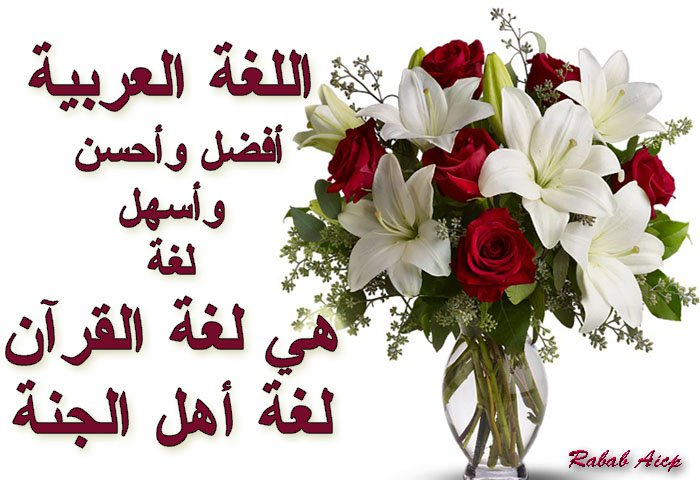 اللغة العربية
أفضل وأحسن
وأسهل
لغة
هي لغة القرآن
لغة أهل الجنة
Rabab Aicp